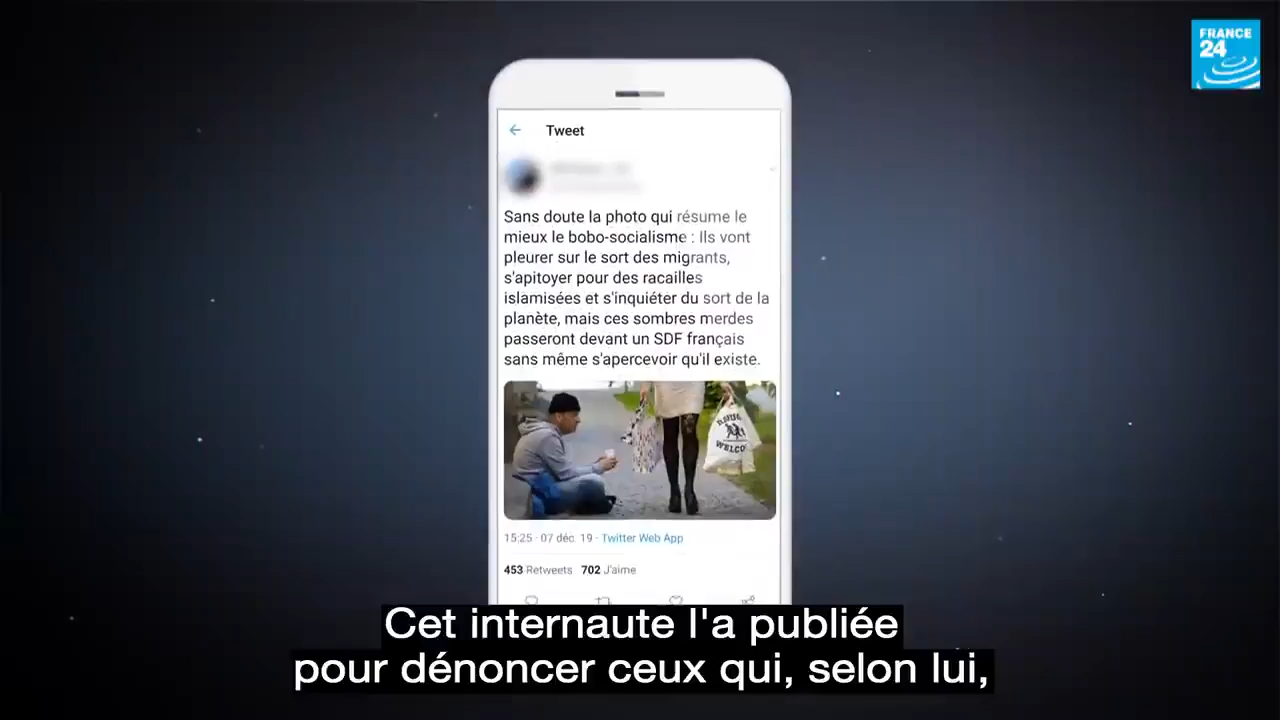 FRANCE
24
Tweet
Sans doute la photo qui résume le
mieux le bobo-socialisme : Ils vont
pleurer sur le sort des migrants,
s'apitoyer pour des racailles
islamisées et s'inquiéter du sort de la
planète, mais ces sombres merdes
passeront devant un SDF français
sans même s'apercevoir qu'il existe.
WELCO
15:25 · 07 déc. 19 · Twitter Web App
453 Retweets 702 J'aime
Cet internaute l'a publiée
pour dénoncer ceux qui, selon lui,